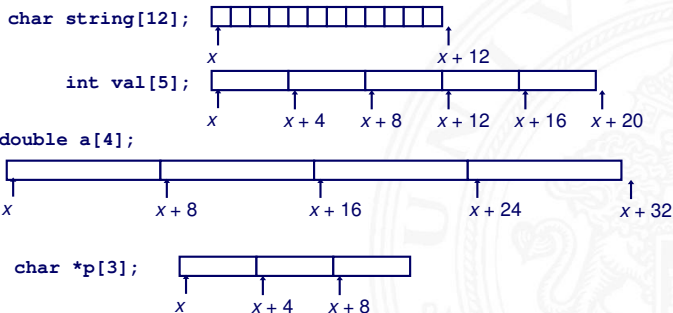 char string[12];
x x + 12
int val[5];
x x + 4 x + 8 x + 12 x + 16 x + 20
double a[4];
x x + 8 x + 16 x + 24 x + 32
char *p[3];
x x + 4 x + 8